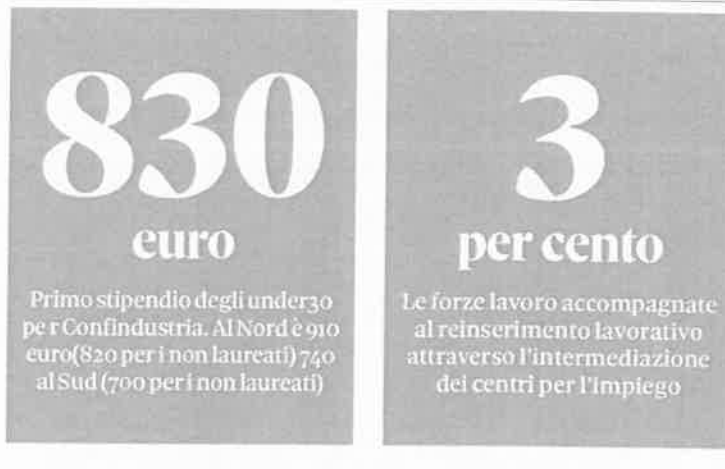 830
euro
Primo stipendio degli under30
pe r Confindustria. Al Nord è 910
euro(820 per i non laureati) 740
al Sud (700 per i non laureati)
3
per cento
Le forze lavoro accompagnate
al reinserimento lavorativo
attraverso l'intermediazione
dei centri per l'impiego